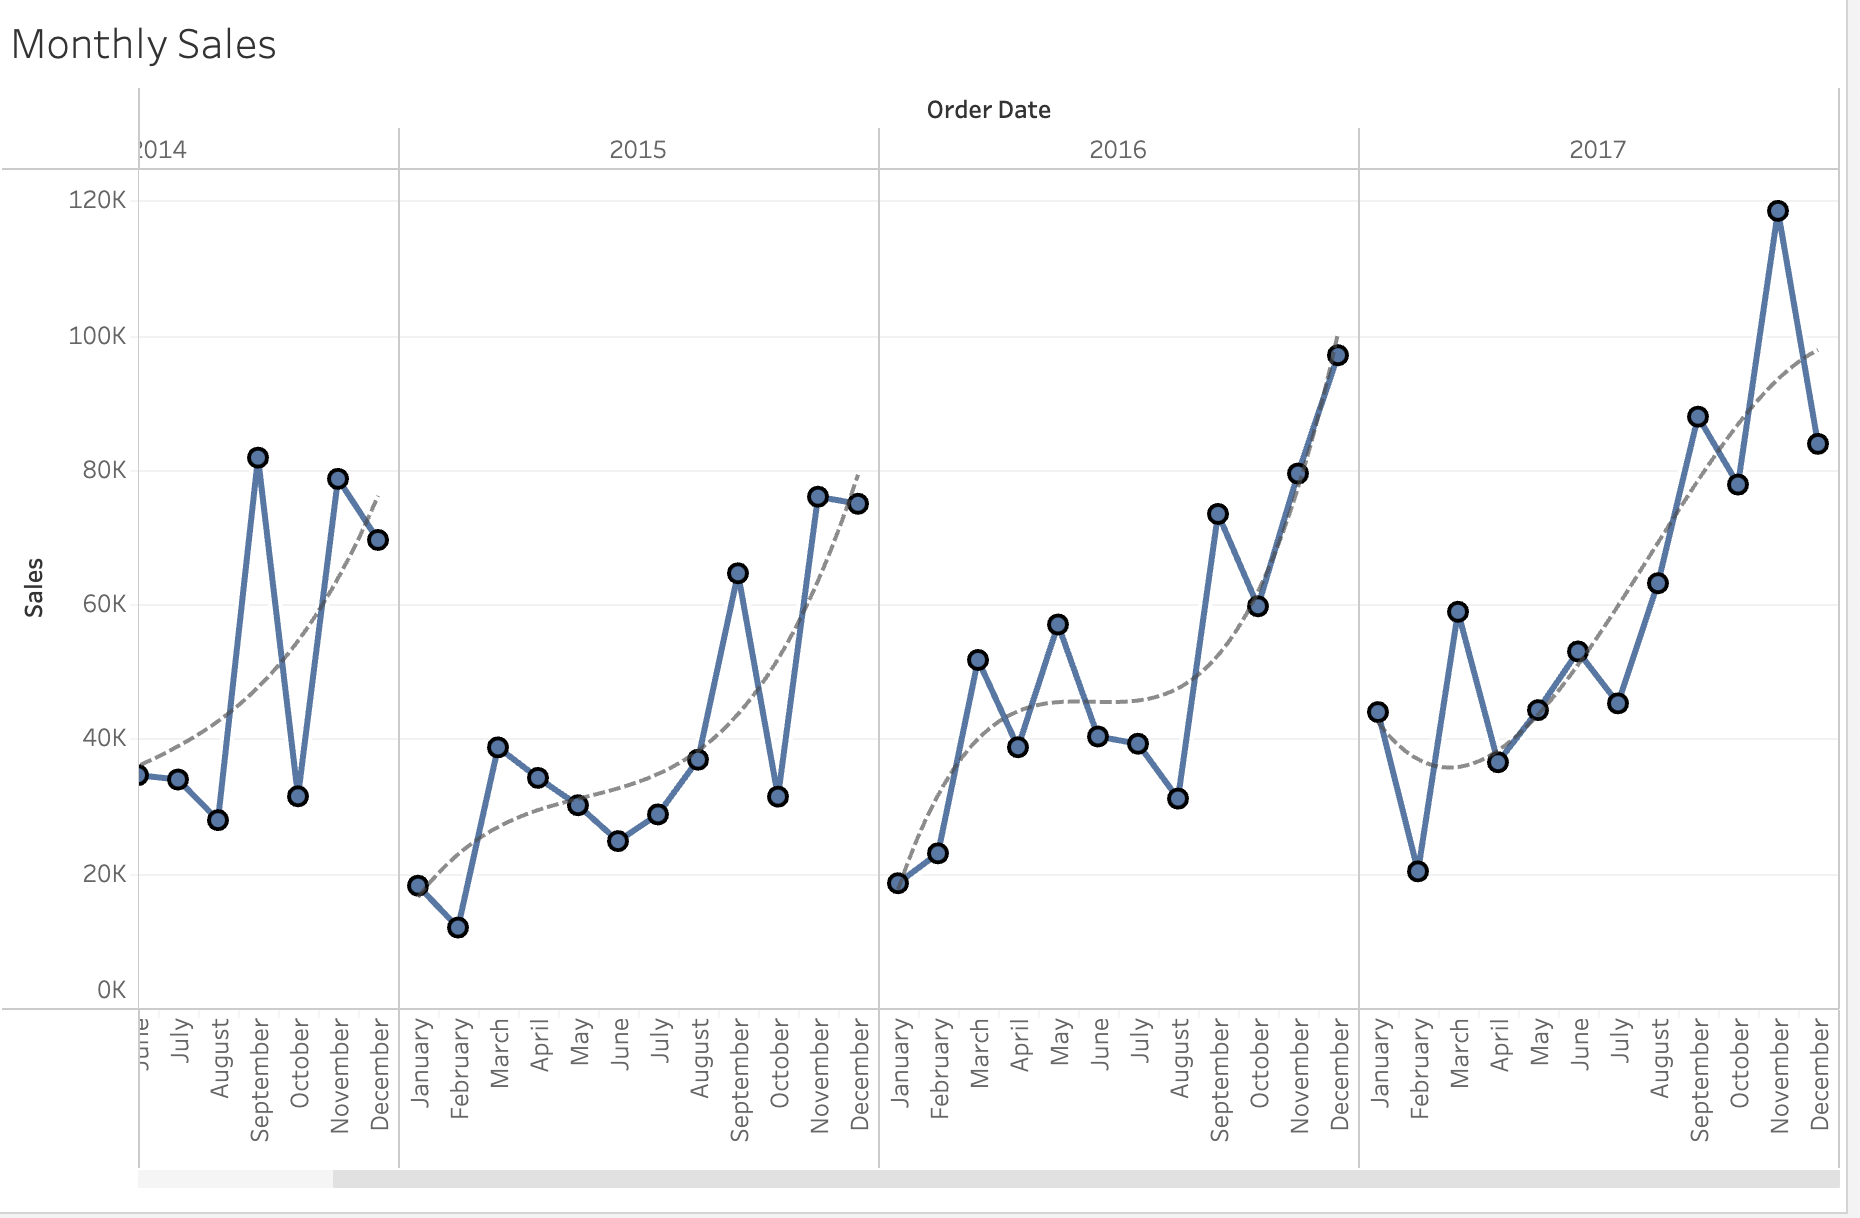 Monthly Sales
Order Date
2014 2015 2016 2017
120K
100K
80K
60K
40K
20K
0K
Sales
June July August September October November December January February March April May June July August September October November December January February March April May June July August September October November December January February March April May June July August September October November December